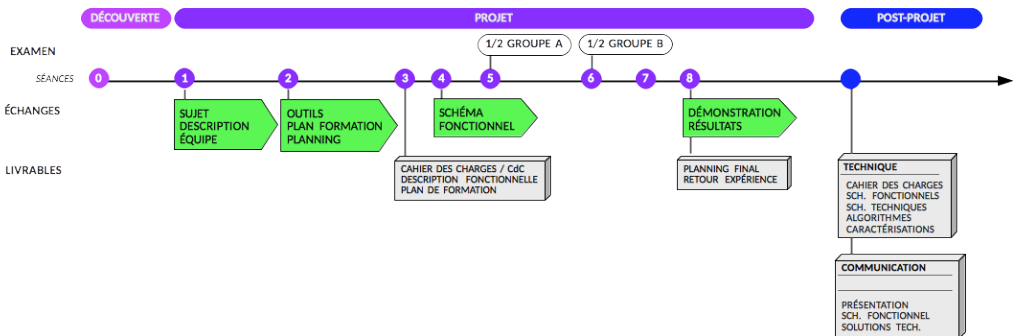 DÉCOUVERTE
PROJET
POST-PROJET
EXAMEN
1/2 GROUPE A
1/2 GROUPE B
SÉANCES
0
1
2
3
4
5
6
7
8
ÉCHANGES
SUJET
DESCRIPTION
ÉQUIPE
OUTILS
PLAN FORMATION
PLANNING
SCHÉMA
FONCTIONNEL
DÉMONSTRATION
RÉSULTATS
LIVRABLES
CAHIER DES CHARGES / CdC
DESCRIPTION FONCTIONNELLE
PLAN DE FORMATION
PLANNING FINAL
RETOUR EXPÉRIENCE
TECHNIQUE
CAHIER DES CHARGES
SCH. FONCTIONNELS
SCH. TECHNIQUES
ALGORITHMES
CARACTÉRISATIONS
COMMUNICATION
PRÉSENTATION
SCH. FONCTIONNEL
SOLUTIONS TECH.